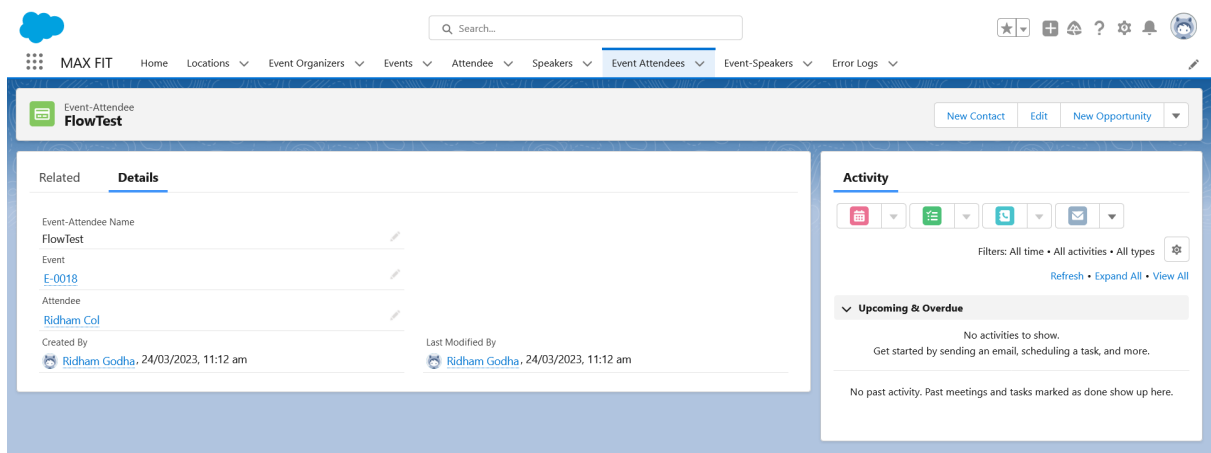 Search...
MAX FIT Home Locations Event Organizers Events Attendee Speakers Event Attendees Event-Speakers Error Logs
Event-Attendee
FlowTest
New Contact Edit New Opportunity
Related Details
Event-Attendee Name
FlowTest
Event
E-0018
Attendee
Ridham Col
Created By Last Modified By
Ridham Godha, 24/03/2023, 11:12 am Ridham Godha, 24/03/2023, 11:12 am
Activity
Filters: All time • All activities • All types
Refresh • Expand All • View All
Upcoming & Overdue
No activities to show.
Get started by sending an email, scheduling a task, and more.
No past activity. Past meetings and tasks marked as done show up here.